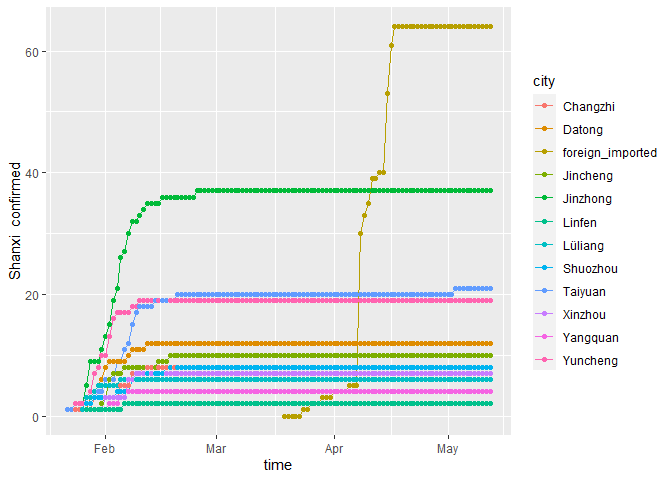 60
40
20
0
Shanxi confirmed
Feb
Mar
Apr
May
time
city
Changzhi
Datong
foreign_imported
Jincheng
Jinzhong
Linfen
Lüliang
Shuozhou
Taiyuan
Xinzhou
Yangquan
Yuncheng